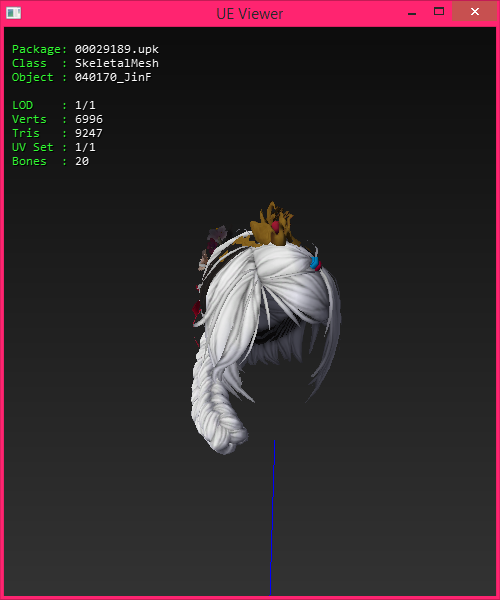 UE Viewer
Package: 00029189.upk
Class : SkeletalMesh
Object : 040170_JinF
LOD : 1/1
Verts : 6996
Tris : 9247
UV Set : 1/1
Bones : 20